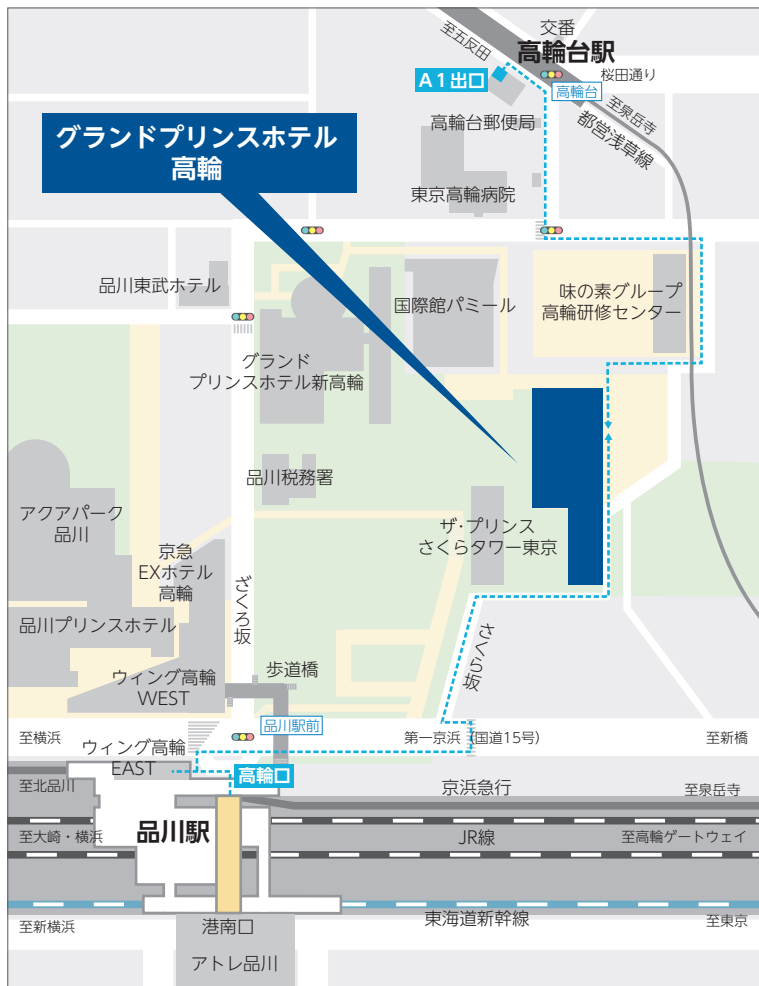 交番
至五反田
高輪台駅
桜田通り
A1出口
高輪台
至泉岳寺
都営浅草線
高輪台郵便局
グランドプリンスホテル
高輪
東京高輪病院
品川東武ホテル
国際館パミール
味の素グループ
高輪研修センター
グランド
プリンスホテル新高輪
品川税務署
アクアパーク
品川
ザ・プリンス
さくらタワー東京
京急
EXホテル
高輪
ざくろ坂
品川プリンスホテル
さくら坂
ウィング高輪
WEST
歩道橋
品川駅前
至横浜
第一京浜 (国道15号)
至新橋
ウィング高輪
EAST
高輪口
至北品川
京浜急行
至泉岳寺
品川駅
至大崎・横浜
JR線
至高輪ゲートウェイ
至新横浜
港南口
東海道新幹線
至東京
アトレ品川